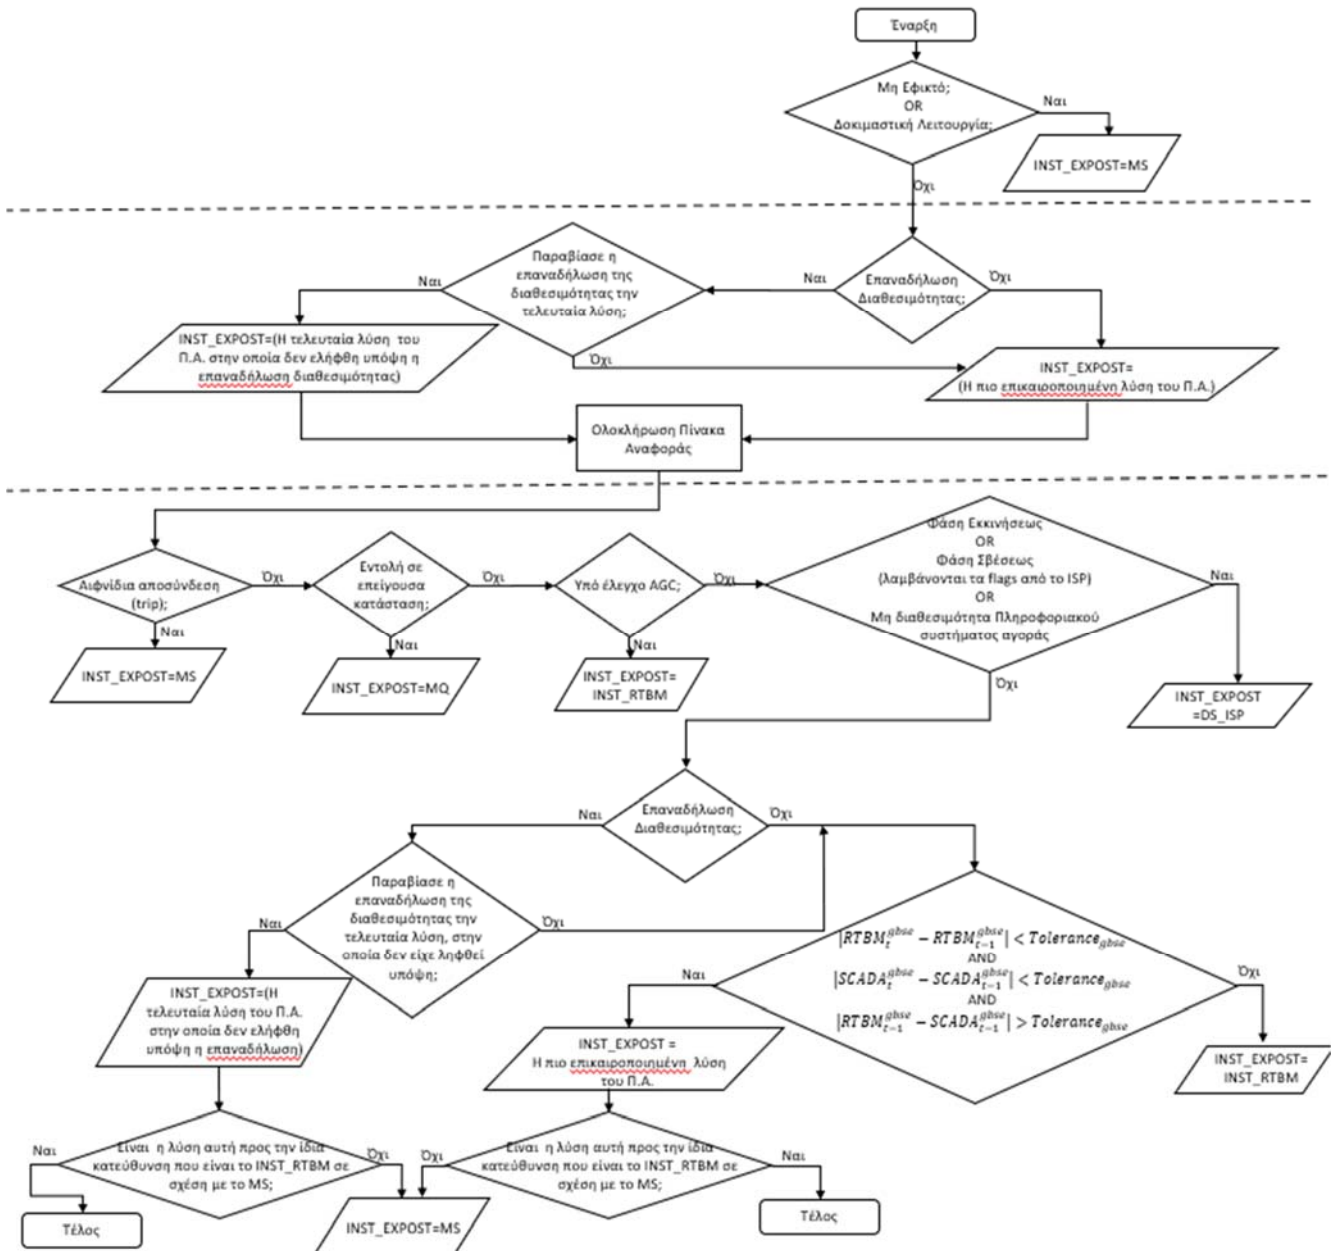 Έναρξη
Μη Εφικτό;
OR
Δοκιμαστική Λειτουργία;
Ναι
INST_EXPOST=MS
Όχι
Επαναδήλωση
Διαθεσιμότητας;
Ναι
Όχι
Παραβίασε η
επαναδήλωση της
διαθεσιμότητας την
τελευταία λύση;
Ναι
Όχι
INST_EXPOST=(Η τελευταία λύση του
Π.Α. στην οποία δεν ελήφθη υπόψη η
επαναδήλωση διαθεσιμότητας)
INST_EXPOST=
(Η πιο επικαιροποιημένη λύση του Π.Α.)
Ολοκλήρωση Πίνακα
Αναφοράς
Αιφνίδια αποσύνδεση
(trip);
Όχι
Ναι
INST_EXPOST=MS
Εντολή σε
επείγουσα
κατάσταση;
Όχι
Ναι
INST_EXPOST=MQ
Υπό έλεγχο AGC;
Όχι
Ναι
INST_EXPOST=
INST_RTBM
Φάση Εκκινήσεως
OR
Φάση Σβέσεως
(λαμβάνονται τα flags από το ISP)
OR
Μη διαθεσιμότητα Πληροφοριακού
συστήματος αγοράς
Ναι
Όχι
INST_EXPOST
=DS_ISP
Επαναδήλωση
Διαθεσιμότητας;
Ναι
Όχι
Παραβίασε η
επαναδήλωση της
διαθεσιμότητας την
τελευταία λύση, στην
οποία δεν είχε ληφθεί
υπόψη;
Ναι
Όχι
INST_EXPOST=(Η
τελευταία λύση του Π.Α.
στην οποία δεν ελήφθη
υπόψη η επαναδήλωση)
|RTBM_t^{gbse} − RTBM_{t−1}^{gbse}| < Tolerance_{gbse}
AND
|SCADA_t^{gbse} − SCADA_{t−1}^{gbse}| < Tolerance_{gbse}
AND
|RTBM_{t−1}^{gbse} − SCADA_{t−1}^{gbse}| > Tolerance_{gbse}
Ναι
Όχι
INST_EXPOST =
Η πιο επικαιροποιημένη λύση
του Π.Α.
INST_EXPOST=
INST_RTBM
Είναι η λύση αυτή προς την ίδια
κατεύθυνση που είναι το INST_RTBM σε
σχέση με το MS;
Ναι
Όχι
Είναι η λύση αυτή προς την ίδια
κατεύθυνση που είναι το INST_RTBM σε
σχέση με το MS;
Όχι
Ναι
Τέλος
INST_EXPOST=MS
Τέλος